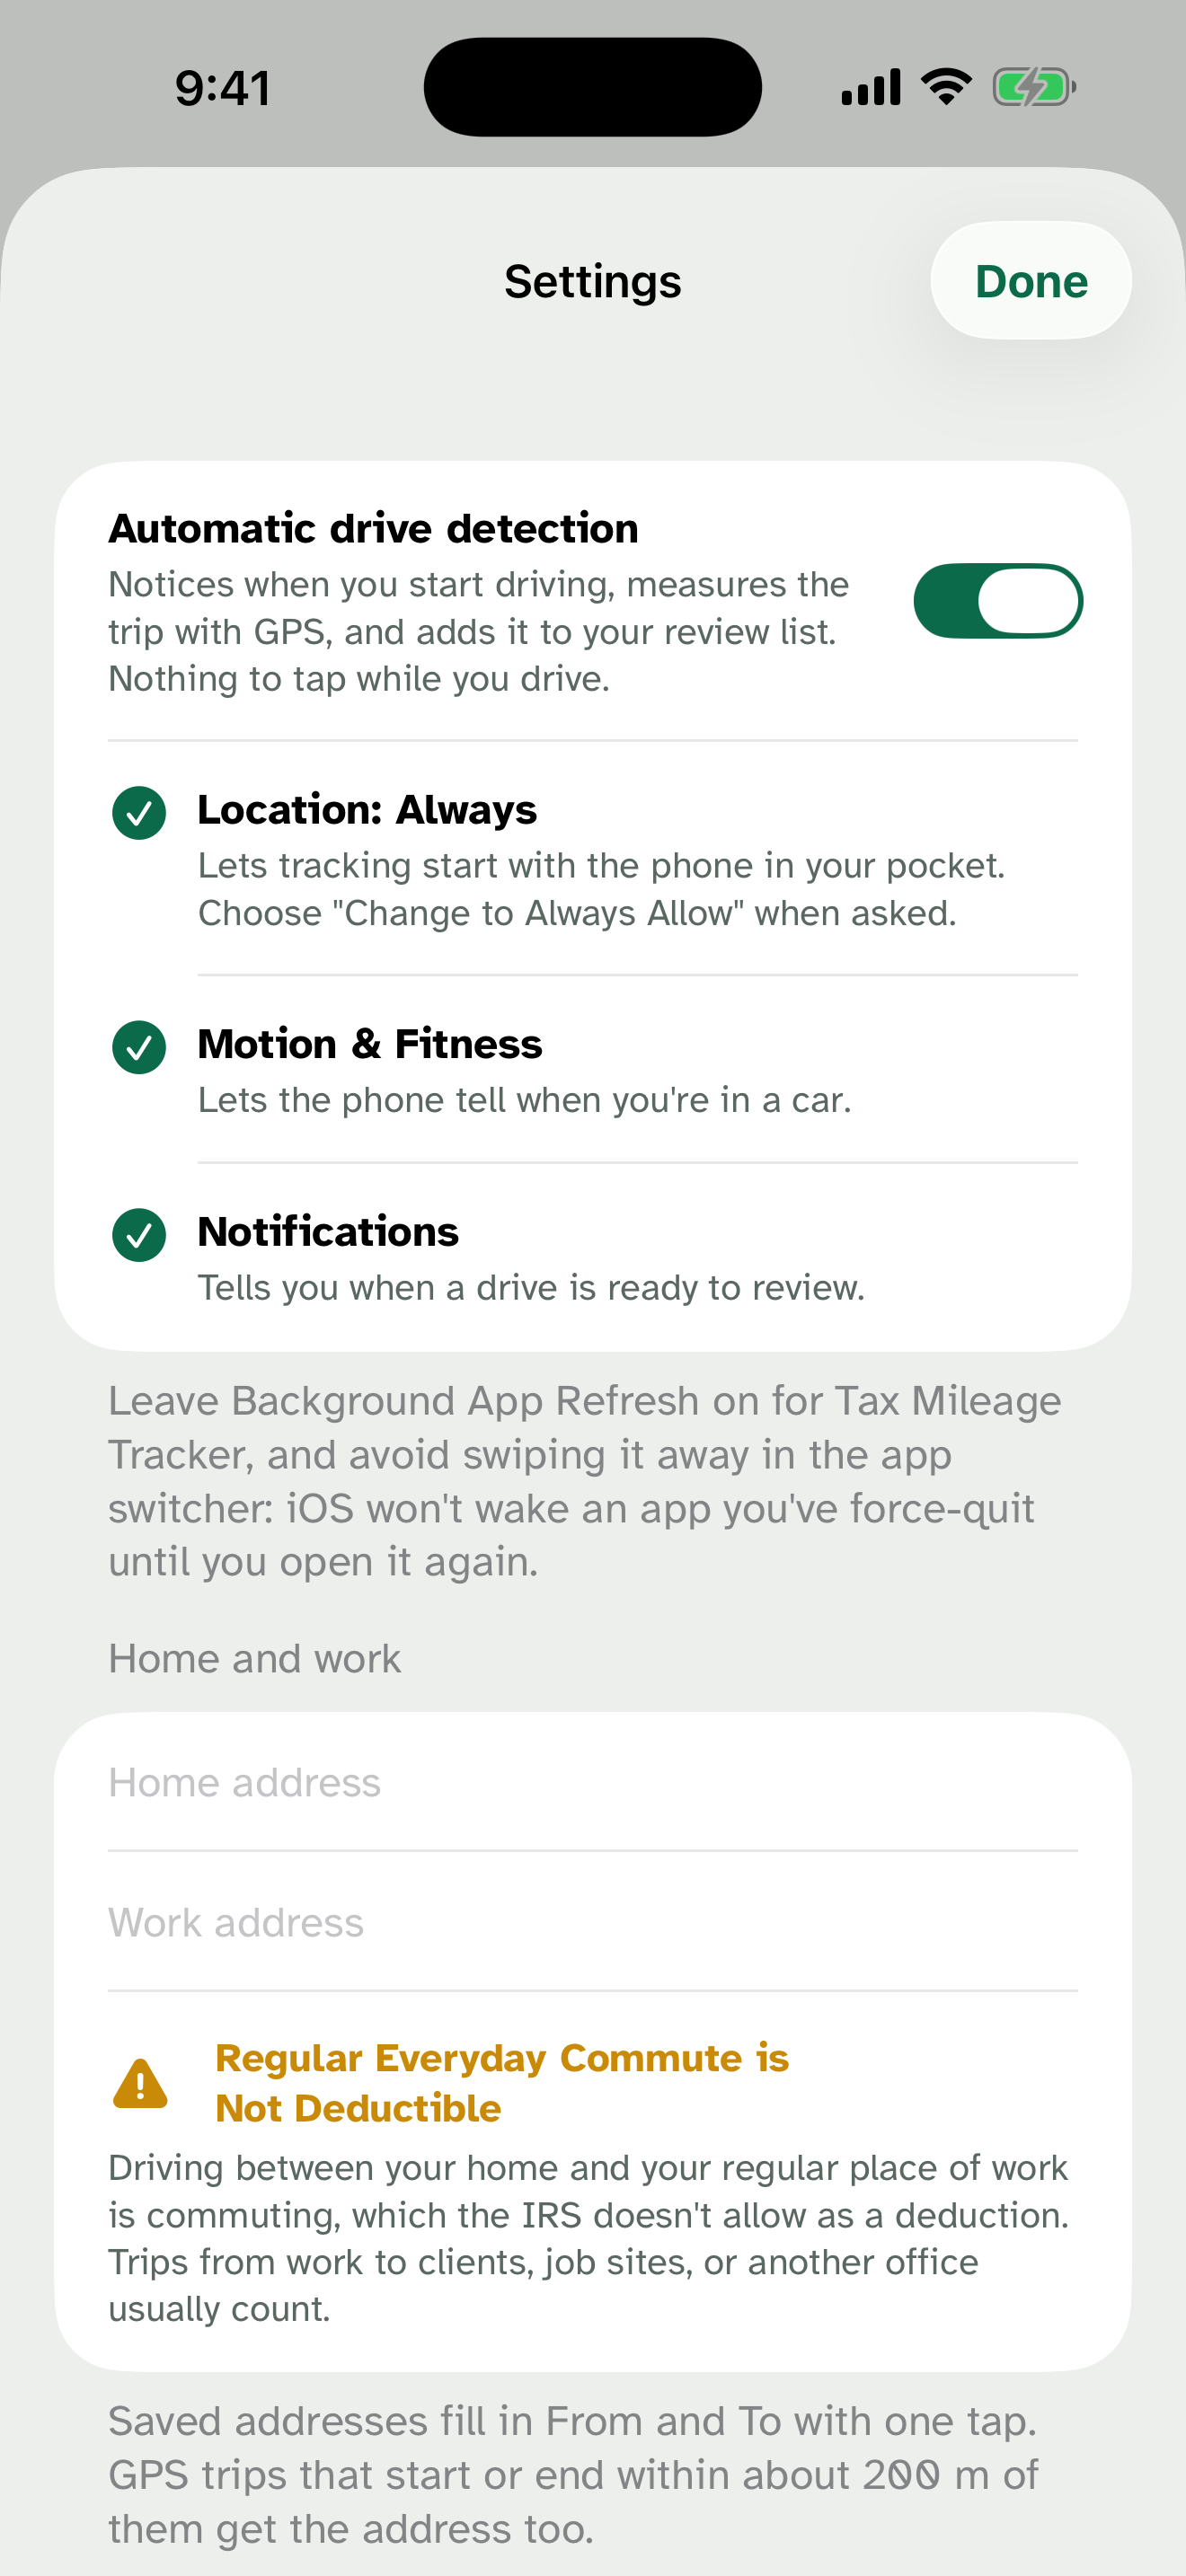 9:41
Settings
Done
Automatic drive detection
Notices when you start driving, measures the
trip with GPS, and adds it to your review list.
Nothing to tap while you drive.
Location: Always
Lets tracking start with the phone in your pocket.
Choose "Change to Always Allow" when asked.
Motion & Fitness
Lets the phone tell when you're in a car.
Notifications
Tells you when a drive is ready to review.
Leave Background App Refresh on for Tax Mileage
Tracker, and avoid swiping it away in the app
switcher: iOS won't wake an app you've force-quit
until you open it again.
Home and work
Home address
Work address
Regular Everyday Commute is
Not Deductible
Driving between your home and your regular place of work
is commuting, which the IRS doesn't allow as a deduction.
Trips from work to clients, job sites, or another office
usually count.
Saved addresses fill in From and To with one tap.
GPS trips that start or end within about 200 m of
them get the address too.